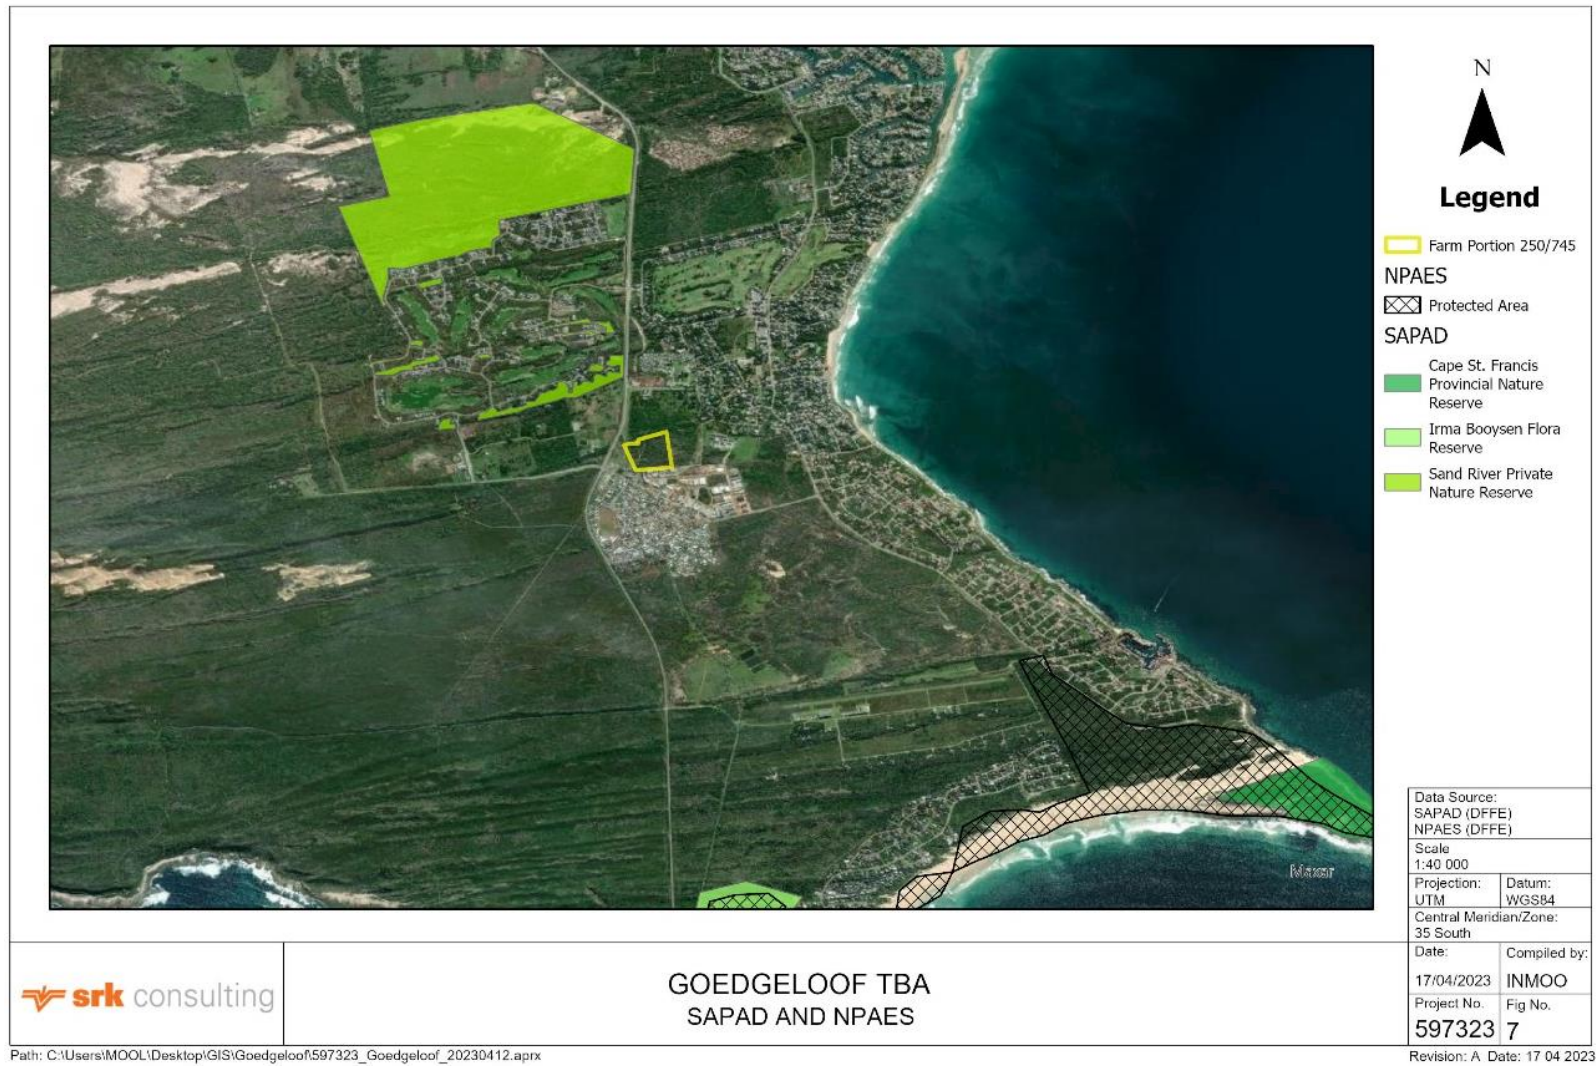 N
Legend
Farm Portion 250/745
NPAES
Protected Area
SAPAD
Cape St. Francis
Provincial Nature
Reserve
Irma Booysen Flora
Reserve
Sand River Private
Nature Reserve
Maxar
Data Source:
SAPAD (DFFE)
NPAES (DFFE)
Scale
1:40 000
Projection:
UTM
Datum:
WGS84
Central Meridian/Zone:
35 South
Date:
17/04/2023
Compiled by:
INMOO
Project No.
597323
Fig No.
7
srk consulting
GOEDGELOOF TBA
SAPAD AND NPAES
Path: C:\Users\MOOL\Desktop\GIS\Goedgeloof\597323_Goedgeloof_20230412.aprx
Revision: A Date: 17 04 2023